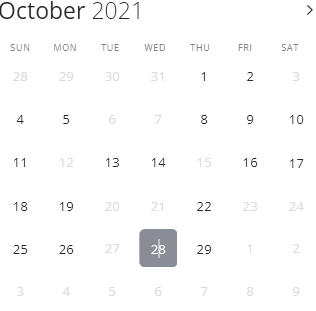 October 2021
SUN MON TUE WED THU FRI SAT
28 29 30 31 1 2 3
4 5 6 7 8 9 10
11 12 13 14 15 16 17
18 19 20 21 22 23 24
25 26 27 28 29 1 2
3 4 5 6 7 8 9